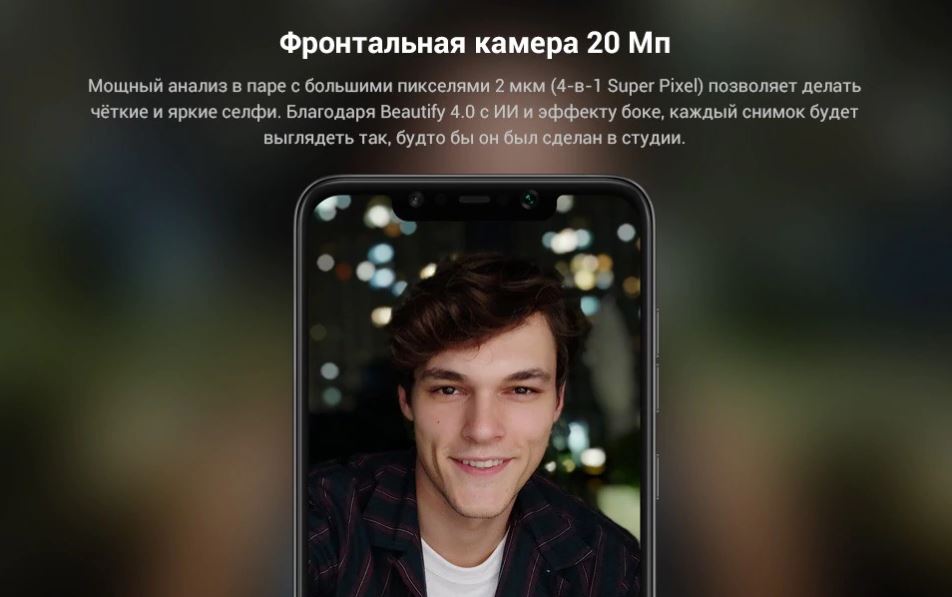 Фронтальная камера 20 Мп
Мощный анализ в паре с большими пикселями 2 мкм (4-в-1 Super Pixel) позволяет делать
чёткие и яркие селфи. Благодаря Beautify 4.0 с ИИ и эффекту боке, каждый снимок будет
выглядеть так, будто бы он был сделан в студии.